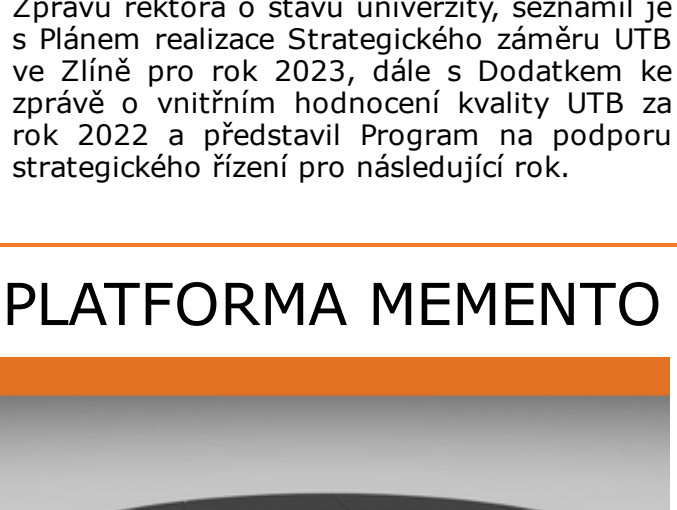 Zprávu rektora o stavu univerzity, seznámil je
s Plánem realizace Strategického záměru UTB
ve Zlíně pro rok 2023, dále s Dodatkem ke
zprávě o vnitřním hodnocení kvality UTB za
rok 2022 a představil Program na podporu
strategického řízení pro následující rok.
PLATFORMA MEMENTO